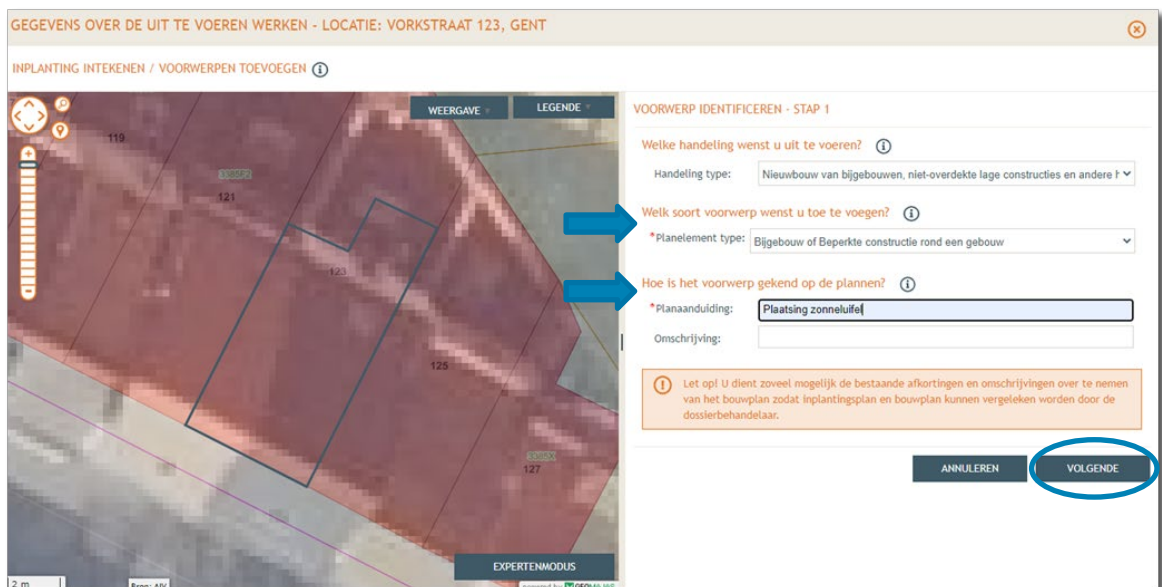 GEGEVENS OVER DE UIT TE VOEREN WERKEN - LOCATIE: VORKSTRAAT 123, GENT
INPLANTING INTEKENEN / VOORWERPEN TOEVOEGEN
WEERGAVE
LEGENDE
119
121
123
125
127
2 m
EXPERTENMODUS
VOORWERP IDENTIFICEREN - STAP 1
Welke handeling wenst u uit te voeren?
Handeling type: Nieuwbouw van bijgebouwen, niet-overdekte lage constructies en andere
Welk soort voorwerp wenst u toe te voegen?
*Planelement type: Bijgebouw of Beperkte constructie rond een gebouw
Hoe is het voorwerp gekend op de plannen?
*Planaanduiding: Plaatsing zonneluifel
Omschrijving:
Let op! U dient zoveel mogelijk de bestaande afkortingen en omschrijvingen over te nemen
van het bouwplan zodat inplantingsplan en bouwplan kunnen vergeleken worden door de
dossierbehandelaar.
ANNULEREN
VOLGENDE